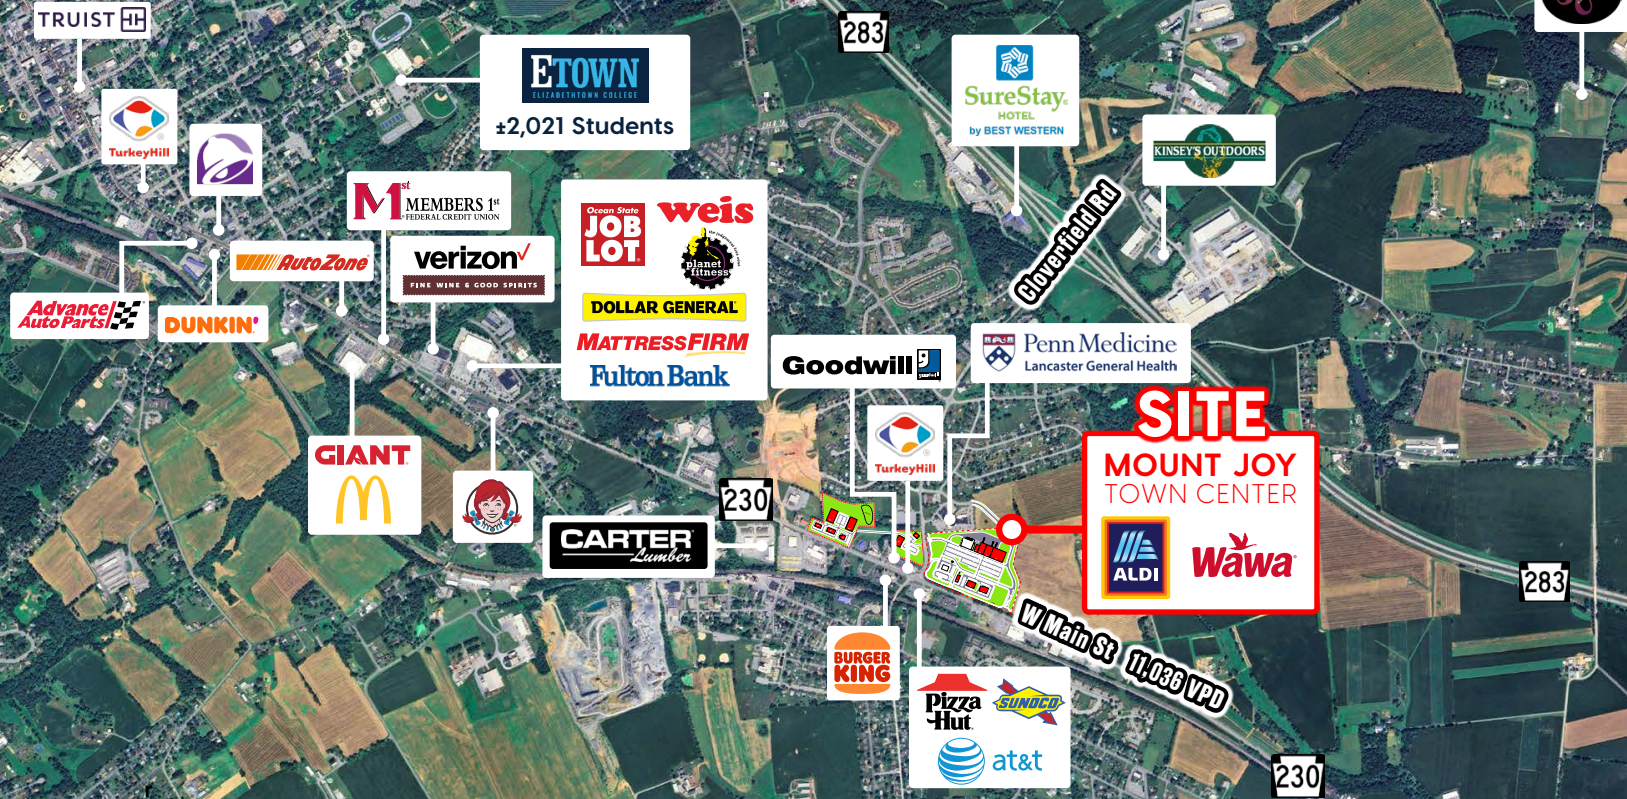 TRUIST
283
ETOWN
ELIZABETHTOWN COLLEGE
±2,021 Students
SureStay®
HOTEL
by BEST WESTERN
TurkeyHill
KINSEY'S OUTDOORS
M1st MEMBERS 1st
FEDERAL CREDIT UNION
Ocean State
JOB
LOT
weis
planet
fitness
DOLLAR GENERAL
MATTRESSFIRM
Fulton Bank
Cloverfield Rd
AutoZone
verizon
FINE WINE & GOOD SPIRITS
Advance
Auto Parts
DUNKIN'
Goodwill
goodwill
Penn Medicine
Lancaster General Health
TurkeyHill
SITE
MOUNT JOY
TOWN CENTER
ALDI
Wawa
GIANT
230
CARTER
Lumber
283
W Main St 11,036 VPD
BURGER
KING
Pizza
Hut
SUNOCO
at&t
230